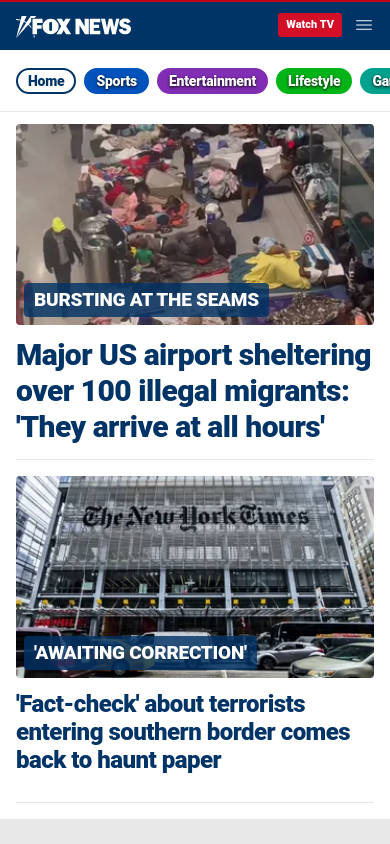 FOX NEWS
Watch TV
Home
Sports
Entertainment
Lifestyle
Ga
BURSTING AT THE SEAMS
Major US airport sheltering
over 100 illegal migrants:
'They arrive at all hours'
The New York Times
'AWAITING CORRECTION'
'Fact-check' about terrorists
entering southern border comes
back to haunt paper